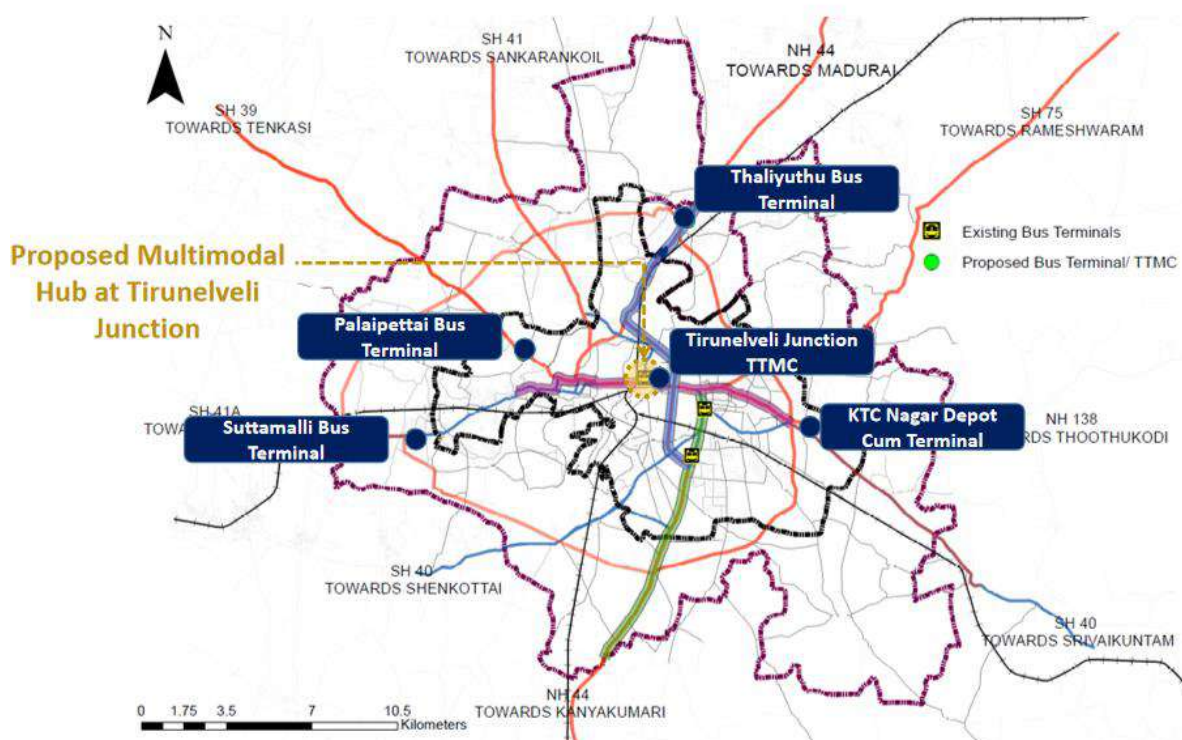 N
SH 41
TOWARDS SANKARANKOIL
NH 44
TOWARDS MADURAI
SH 39
TOWARDS TENKASI
SH 75
TOWARDS RAMESHWARAM
Thaliyuthu Bus
Terminal
Existing Bus Terminals
Proposed Bus Terminal/ TTMC
Proposed Multimodal
Hub at Tirunelveli
Junction
Palaipettai Bus
Terminal
Tirunelveli Junction
TTMC
SH 41A
Suttamalli Bus
Terminal
KTC Nagar Depot
Cum Terminal
NH 138
THOOTHUKODI
SH 40
TOWARDS SHENKOTTAI
SH 40
TOWARDS SRIVAIKUNTAM
NH 44
TOWARDS KANYAKUMARI
0 1.75 3.5 7 10.5
Kilometers